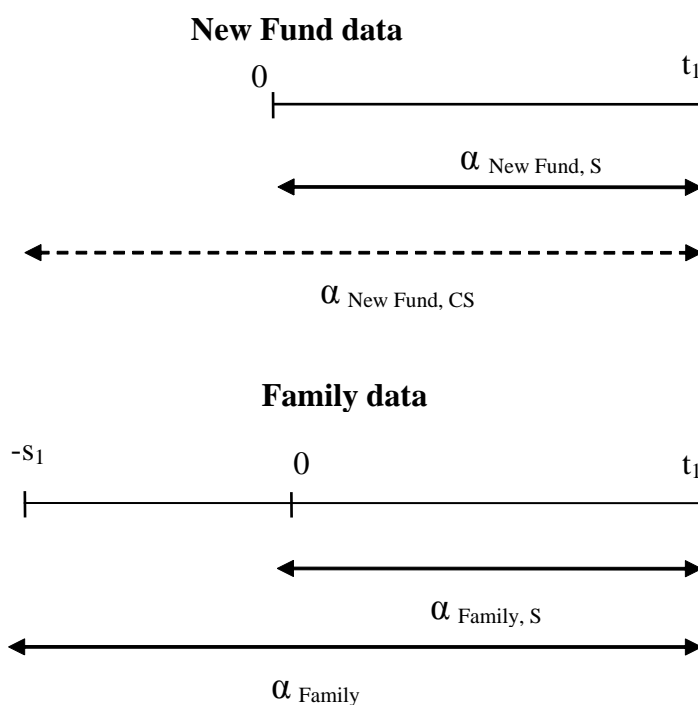 New Fund data
0 t1
α New Fund, S
α New Fund, CS
Family data
-s1 0 t1
α Family, S
α Family